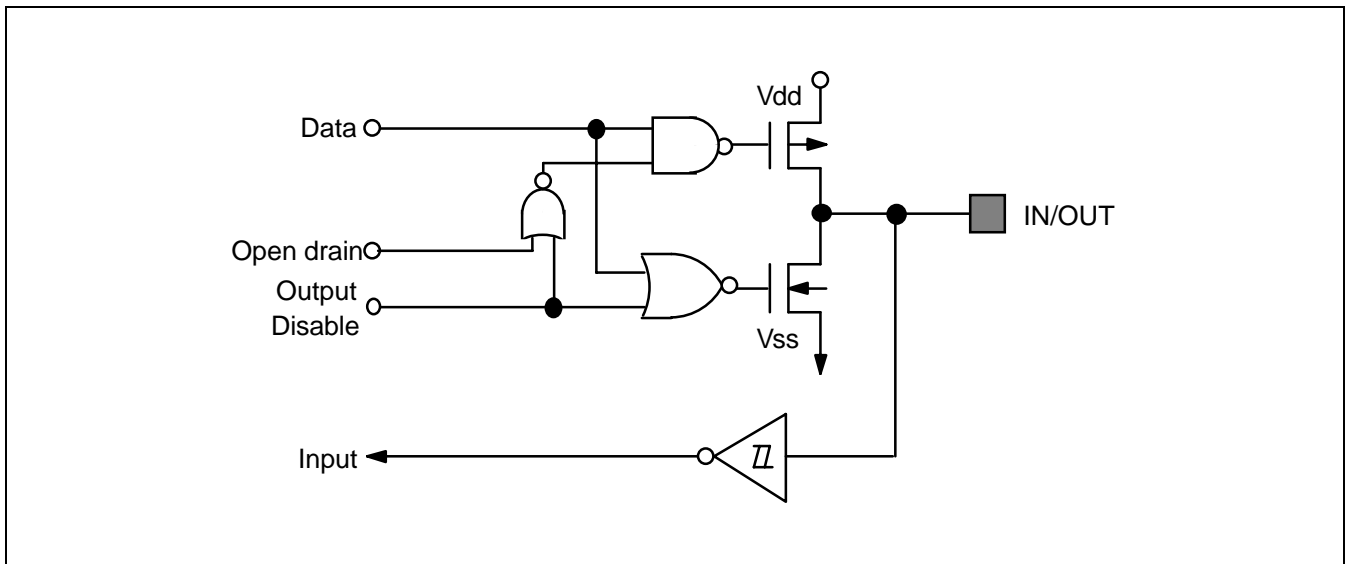 Vdd
Data
IN/OUT
Open drain
Output
Disable
Vss
Input